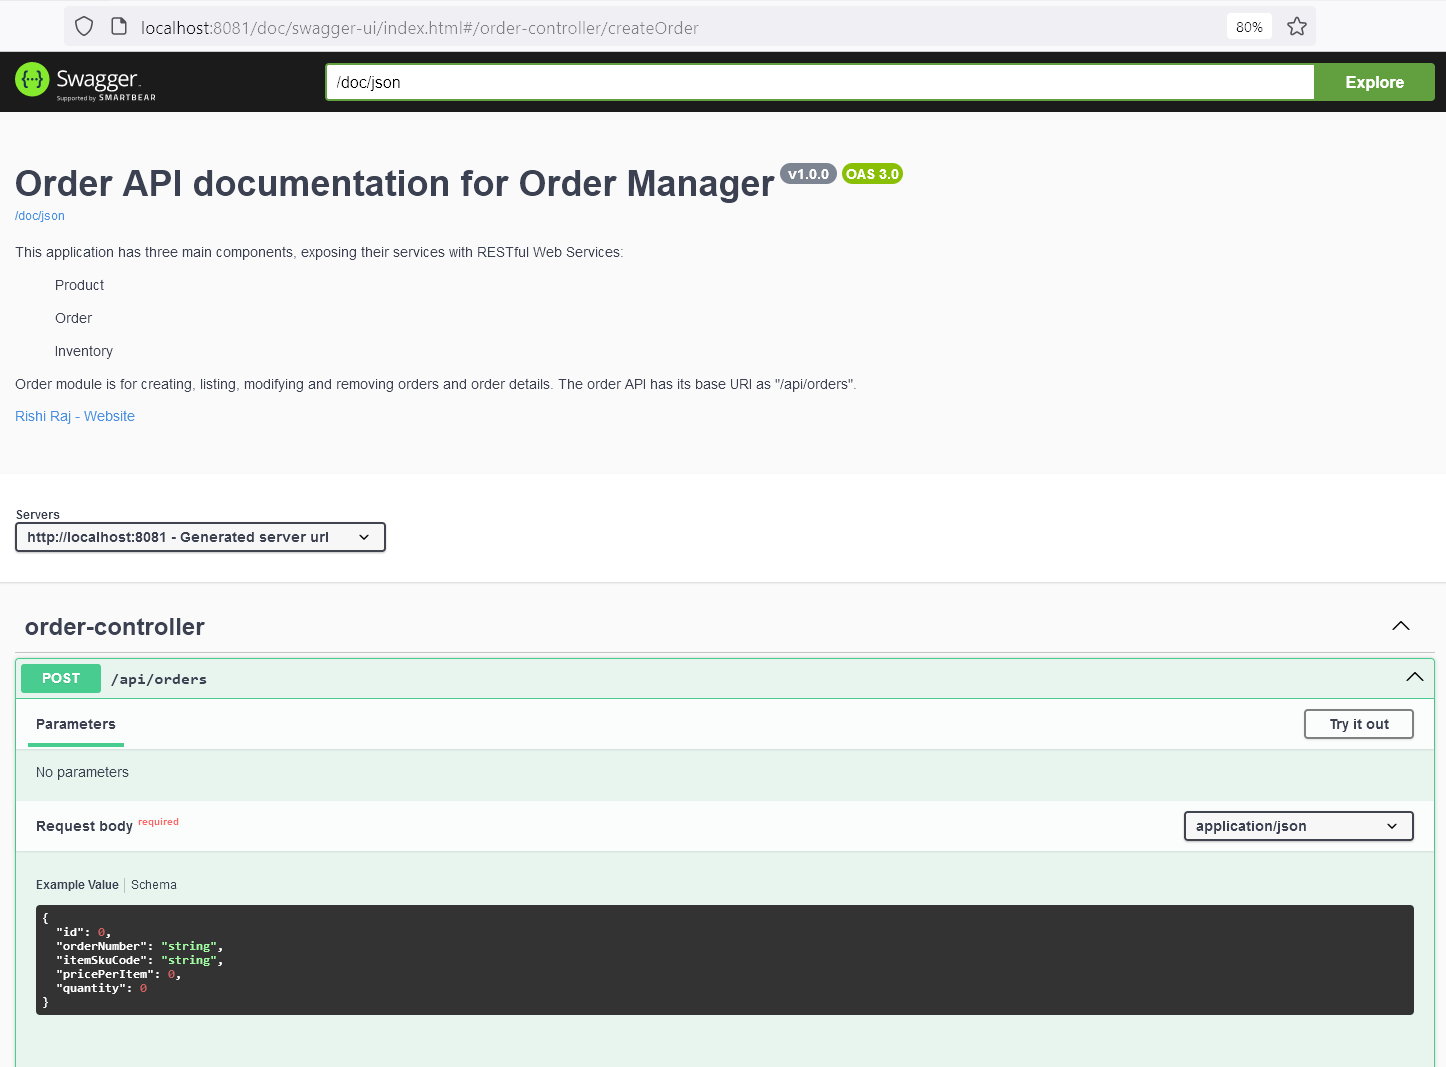 localhost:8081/doc/swagger-ui/index.html#/order-controller/createOrder
80%
Swagger.
Supported by SMARTBEAR
/doc/json
Explore
Order API documentation for Order Manager v1.0.0 OAS 3.0
/doc/json
This application has three main components, exposing their services with RESTful Web Services:
Product
Order
Inventory
Order module is for creating, listing, modifying and removing orders and order details. The order API has its base URI as "/api/orders".
Rishi Raj - Website
Servers
http://localhost:8081 - Generated server url
order-controller
POST /api/orders
Parameters
Try it out
No parameters
Request body required
application/json
Example Value | Schema
{
  "id": 0,
  "orderNumber": "string",
  "itemSkuCode": "string",
  "pricePerItem": 0,
  "quantity": 0
}